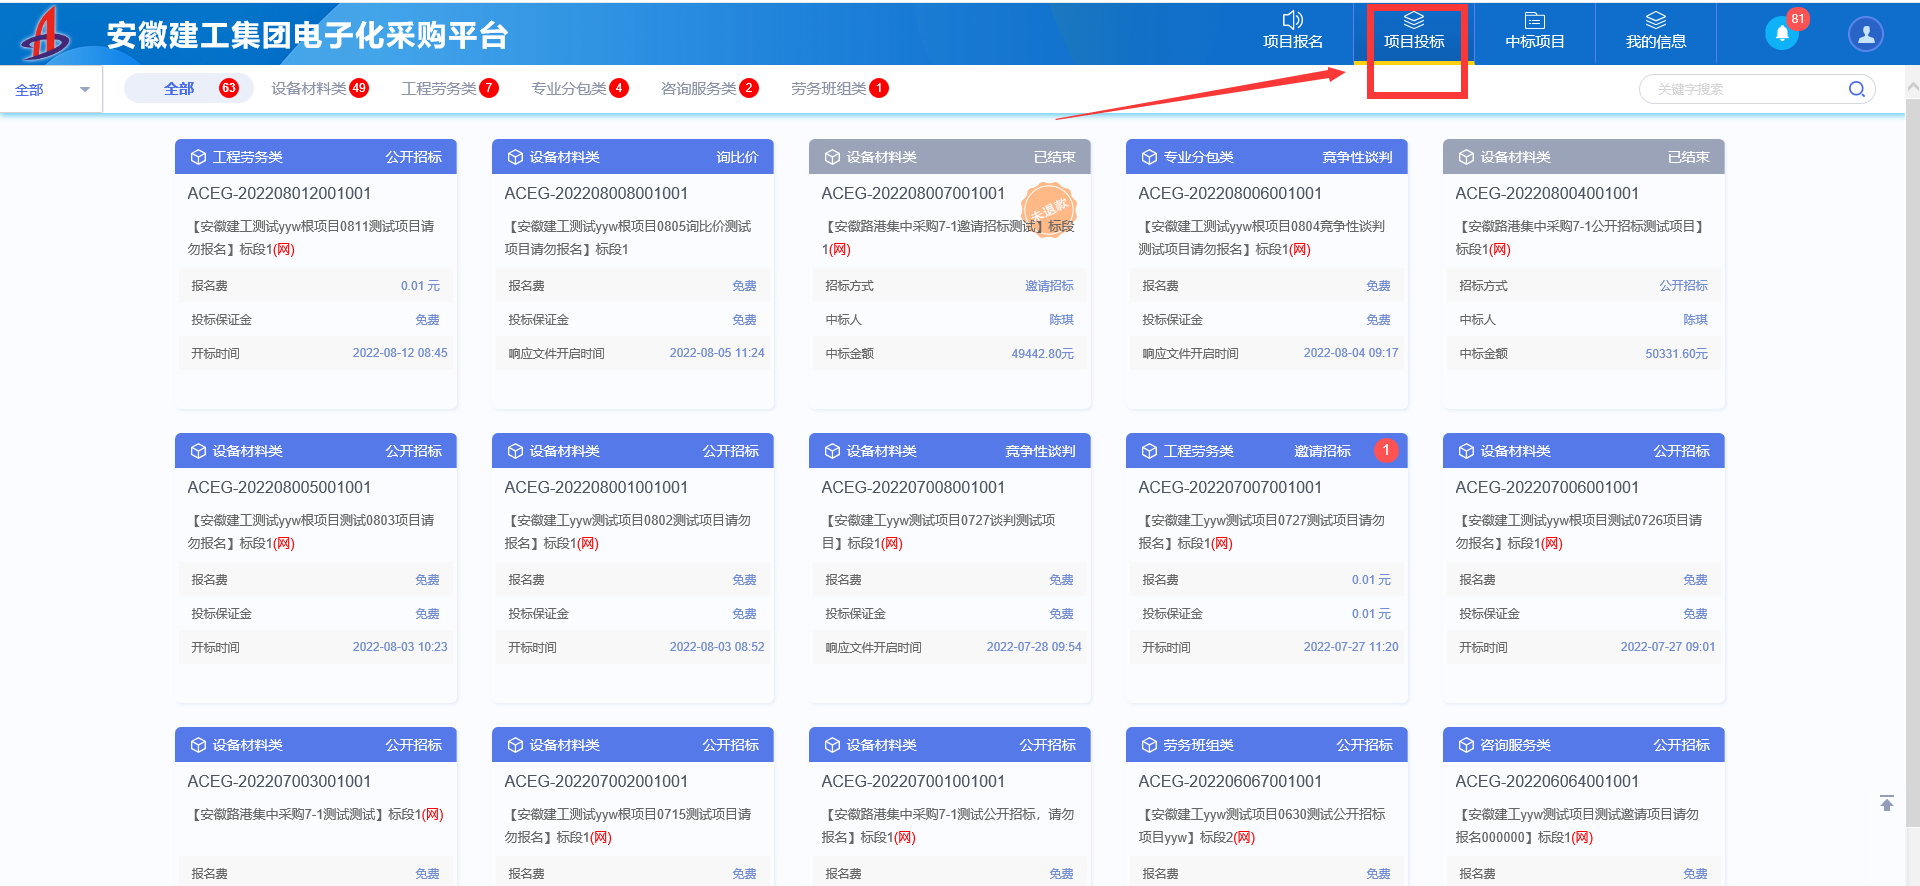 安徽建工集团电子化采购平台
项目报名
项目投标
中标项目
我的信息
81
全部
全部 63
设备材料类 49
工程劳务类 7
专业分包类 4
咨询服务类 2
劳务班组类 1
关键字搜索
工程劳务类 公开招标
ACEG-202208012001001
【安徽建工测试yyw根项目0811测试项目请
勿报名】标段1(网)
报名费 0.01 元
投标保证金 免费
开标时间 2022-08-12 08:45
设备材料类 询比价
ACEG-202208008001001
【安徽建工测试yyw根项目0805询比价测试
项目请勿报名】标段1
报名费 免费
投标保证金 免费
响应文件开启时间 2022-08-05 11:24
设备材料类 已结束
ACEG-202208007001001
未退款
【安徽路港集中采购7-1邀请招标测试】标段
1(网)
招标方式 邀请招标
中标人 陈琪
中标金额 49442.80元
专业分包类 竞争性谈判
ACEG-202208006001001
【安徽建工测试yyw根项目0804竞争性谈判
测试项目请勿报名】标段1(网)
报名费 免费
投标保证金 免费
响应文件开启时间 2022-08-04 09:17
设备材料类 已结束
ACEG-202208004001001
【安徽路港集中采购7-1公开招标测试项目】
标段1(网)
招标方式 公开招标
中标人 陈琪
中标金额 50331.60元
设备材料类 公开招标
ACEG-202208005001001
【安徽建工测试yyw根项目测试0803项目请
勿报名】标段1(网)
报名费 免费
投标保证金 免费
开标时间 2022-08-03 10:23
设备材料类 公开招标
ACEG-202208001001001
【安徽建工yyw测试项目0802测试项目请勿
报名】标段1(网)
报名费 免费
投标保证金 免费
开标时间 2022-08-03 08:52
设备材料类 竞争性谈判
ACEG-202207008001001
【安徽建工yyw测试项目0727谈判测试项
目】标段1(网)
报名费 免费
投标保证金 免费
响应文件开启时间 2022-07-28 09:54
工程劳务类 邀请招标 1
ACEG-202207007001001
【安徽建工yyw测试项目0727测试项目请勿
报名】标段1(网)
报名费 0.01 元
投标保证金 0.01 元
开标时间 2022-07-27 11:20
设备材料类 公开招标
ACEG-202207006001001
【安徽建工测试yyw根项目测试0726项目请
勿报名】标段1(网)
报名费 免费
投标保证金 免费
开标时间 2022-07-27 09:01
设备材料类 公开招标
ACEG-202207003001001
【安徽路港集中采购7-1测试测试】标段1(网)
报名费 免费
设备材料类 公开招标
ACEG-202207002001001
【安徽建工测试yyw根项目0715测试项目请
勿报名】标段1(网)
报名费 免费
设备材料类 公开招标
ACEG-202207001001001
【安徽路港集中采购7-1测试公开招标，请勿
报名】标段1(网)
报名费 免费
劳务班组类 公开招标
ACEG-202206067001001
【安徽建工yyw测试项目0630测试公开招标
项目yyw】标段2(网)
报名费 免费
咨询服务类 公开招标
ACEG-202206064001001
【安徽建工yyw测试项目测试邀请项目请勿
报名000000】标段1(网)
报名费 免费